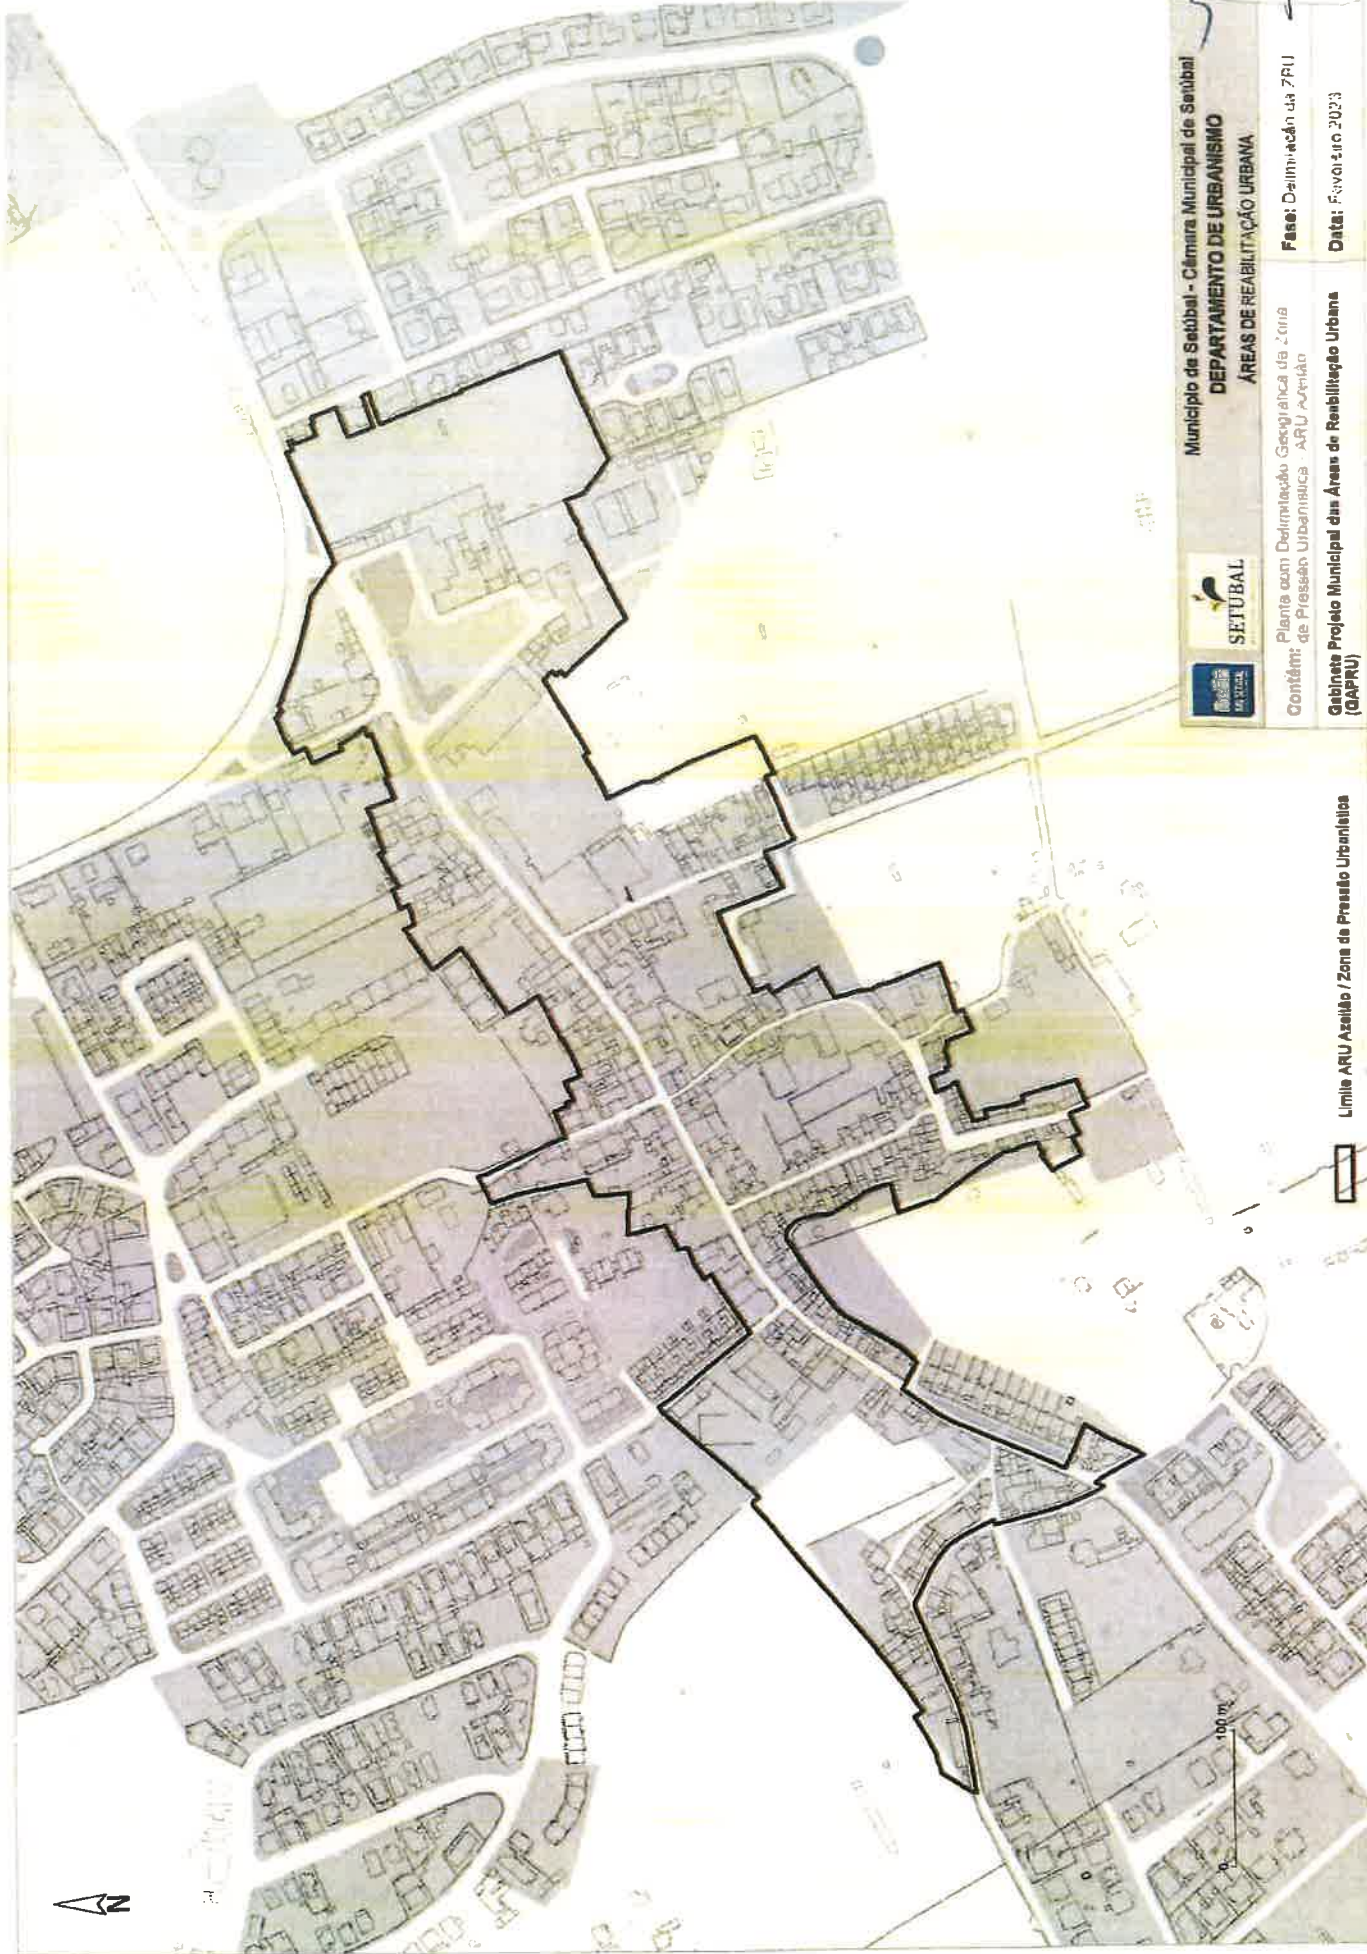 Município de Setúbal - Câmara Municipal de Setúbal
DEPARTAMENTO DE URBANISMO
ÁREAS DE REABILITAÇÃO URBANA
SETÚBAL
Contém: Planta com Delimitação Geográfica da Zona
de Pressão Urbanística - ARU Azeitão
Fase: Delimitação da ZPU
Gabinete Projeto Municipal das Áreas de Reabilitação Urbana
(GAPRU)
Data: Fevereiro 2023
Limite ARU Azeitão / Zona de Pressão Urbanística
0 100 m
N